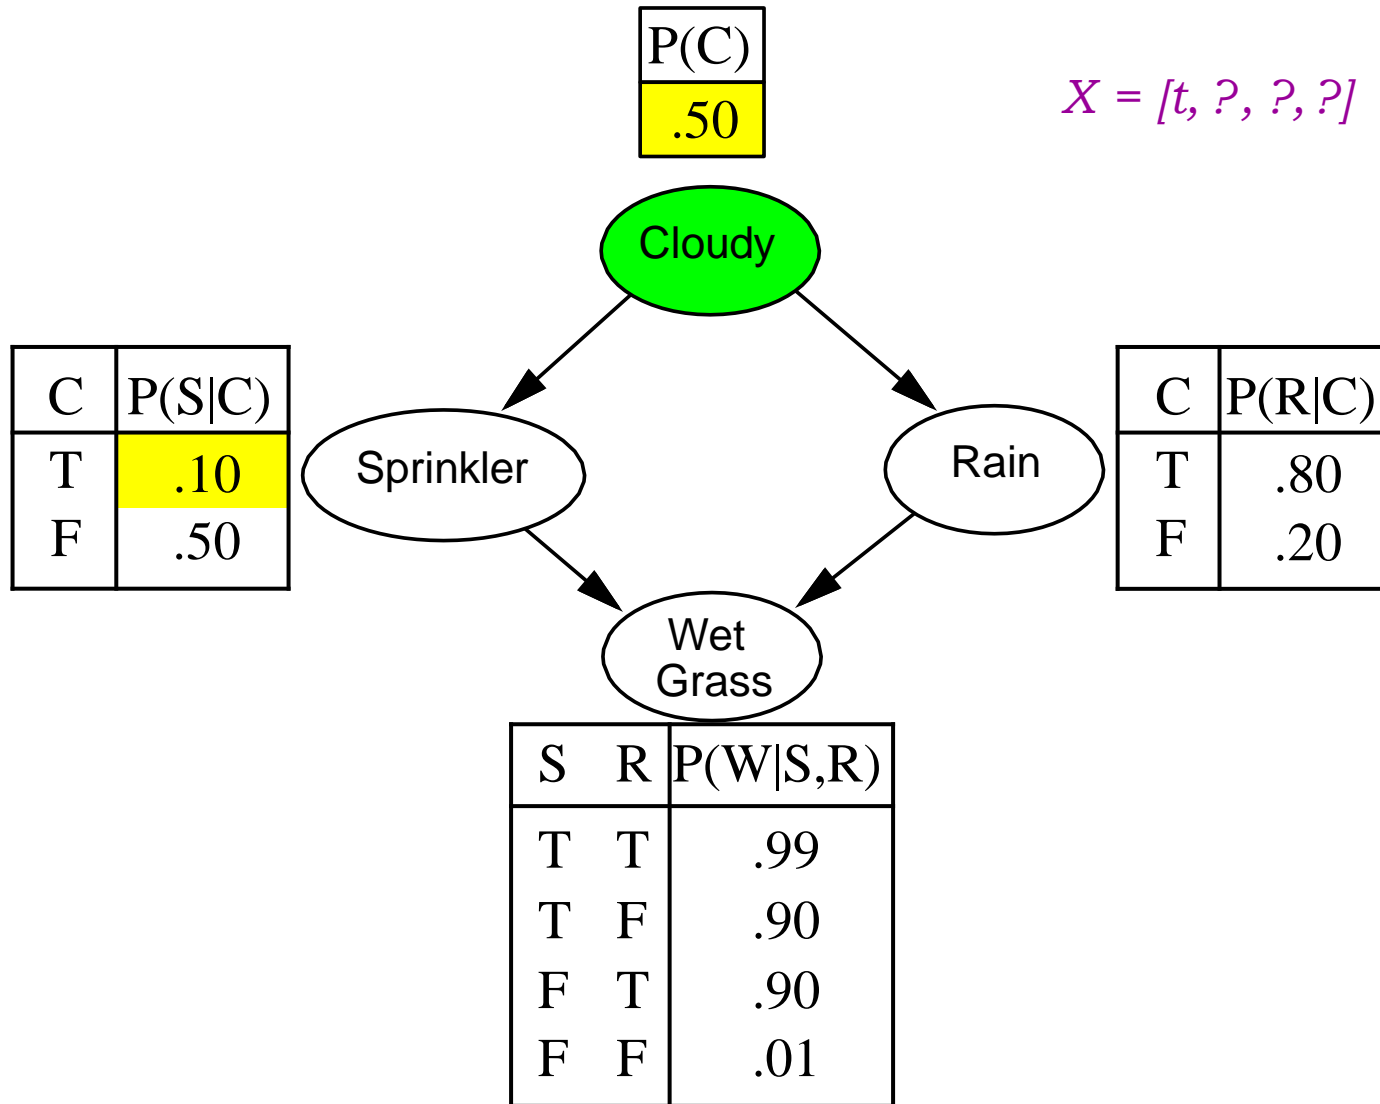 P(C)
.50
X = [t, ?, ?, ?]
Cloudy
C P(S|C)
T .10
F .50
Sprinkler
Rain
C P(R|C)
T .80
F .20
Wet
Grass
S R P(W|S,R)
T T .99
T F .90
F T .90
F F .01